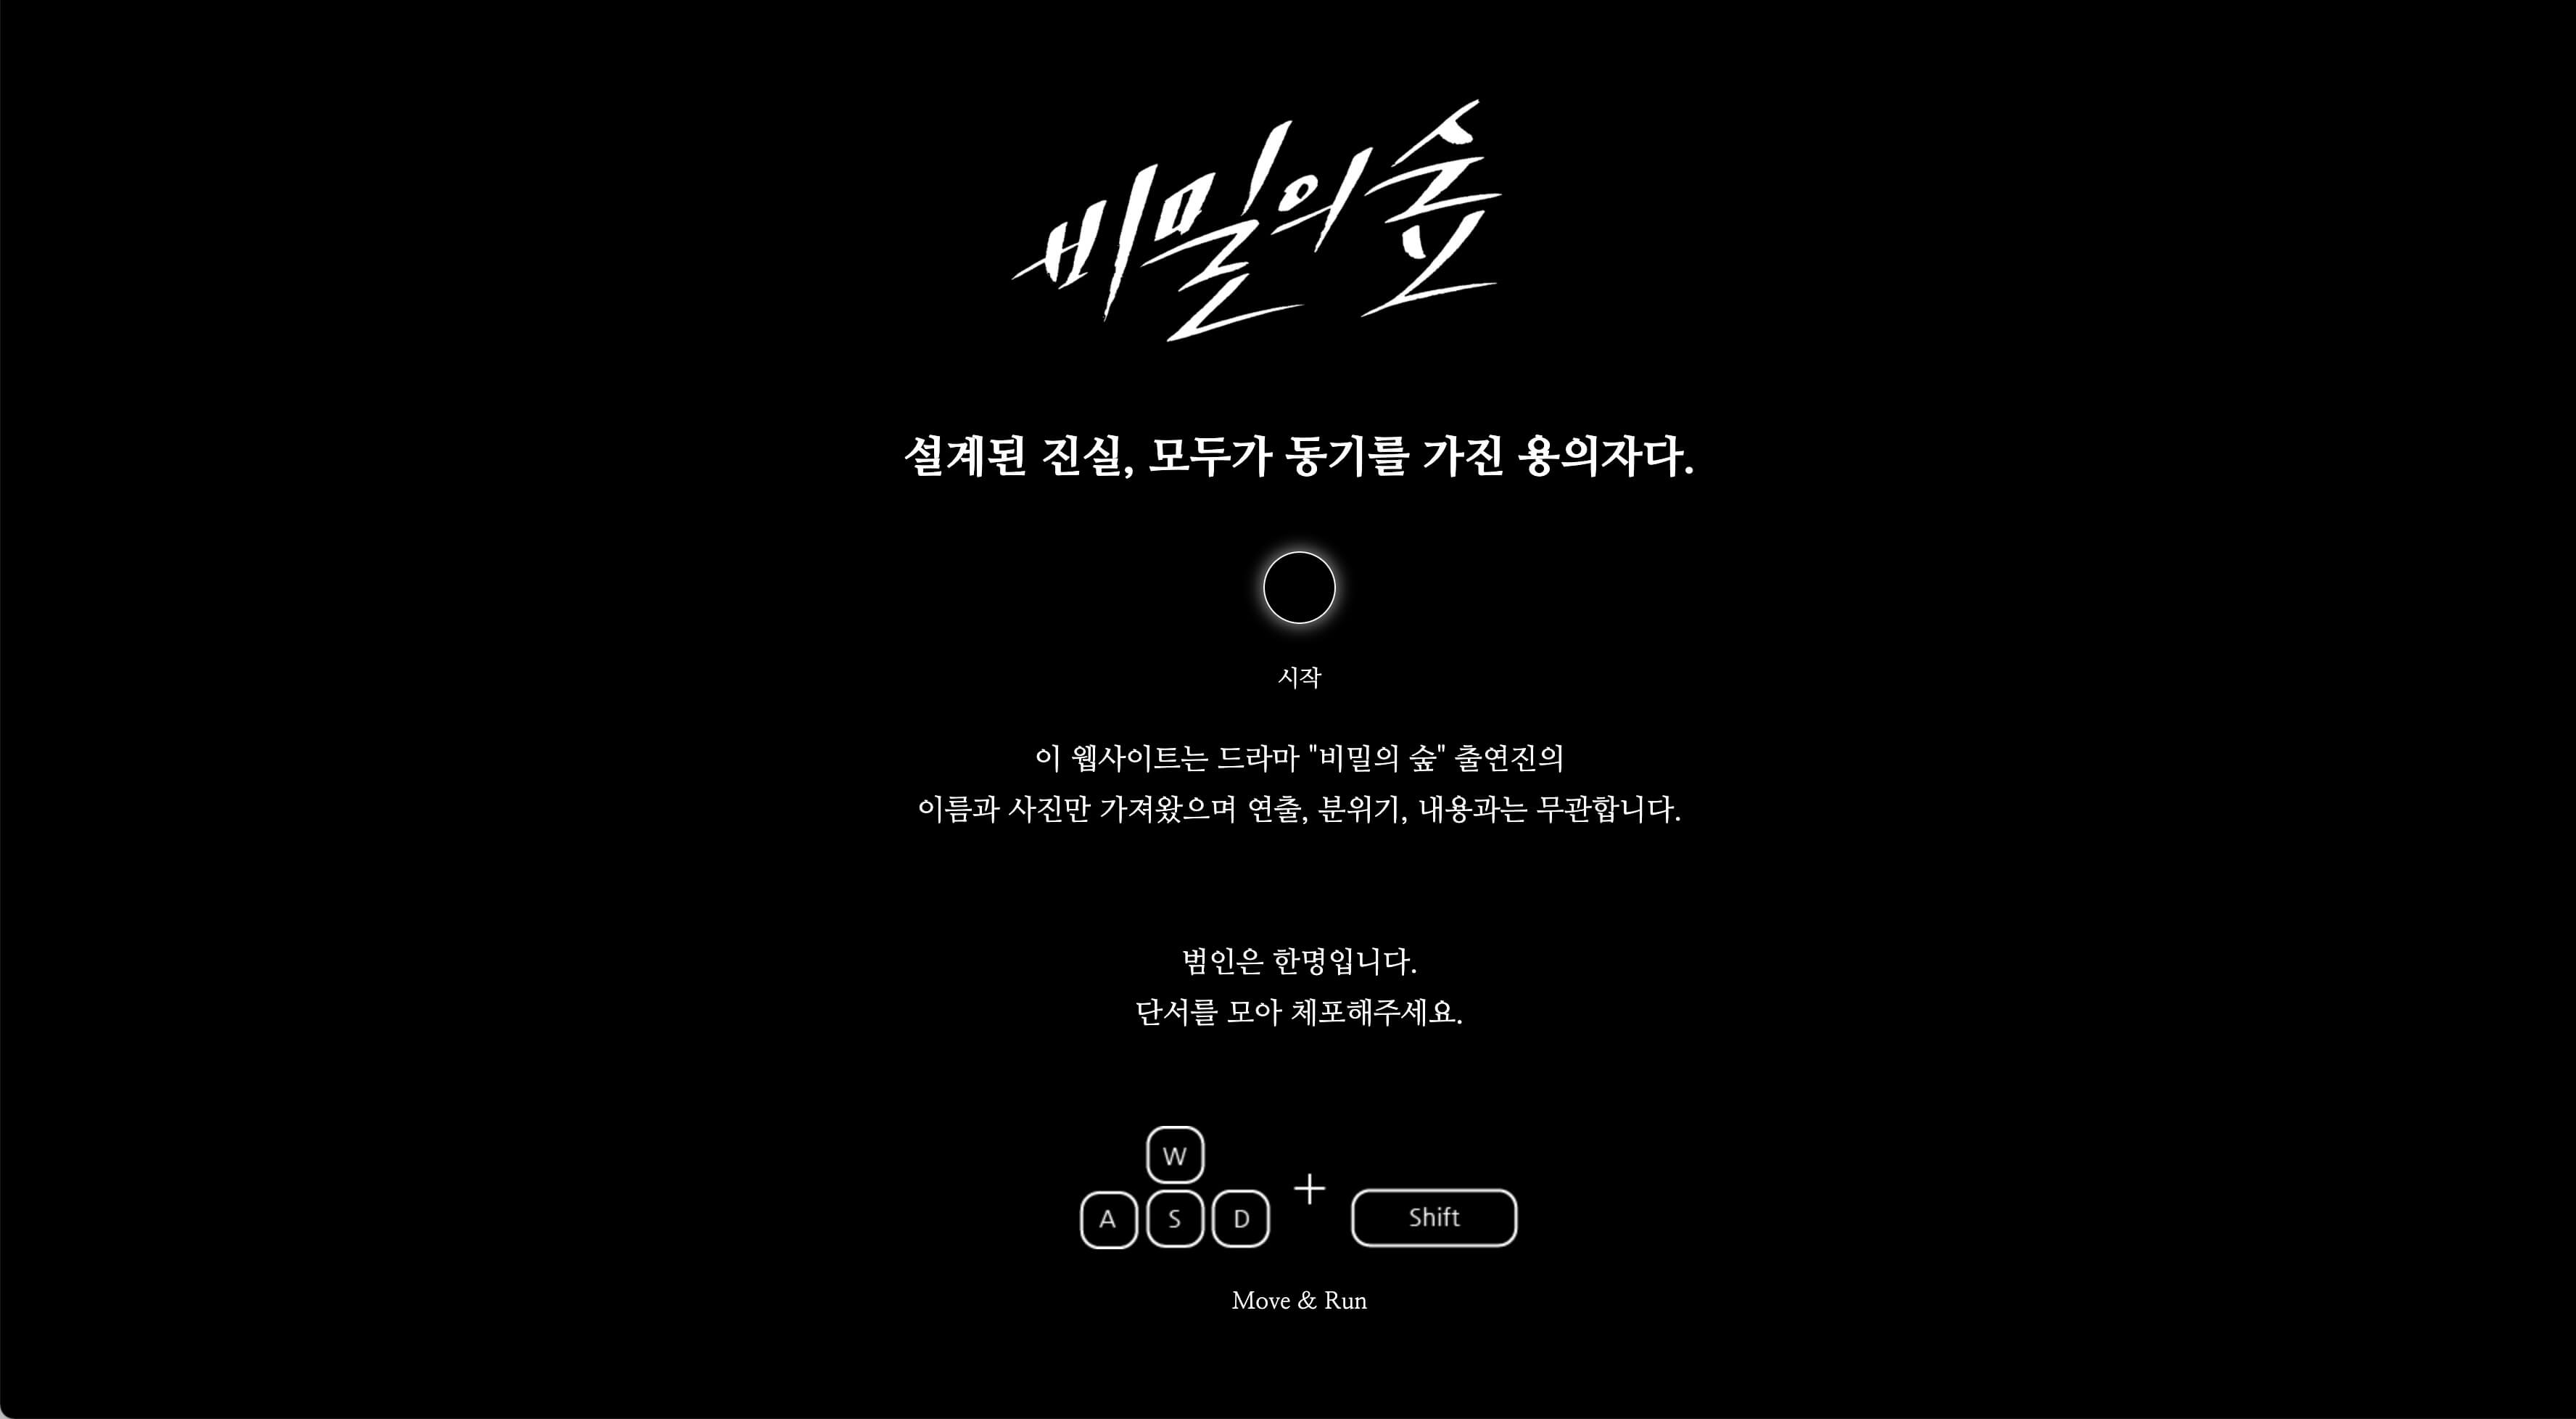 비밀의 숲
설계된 진실, 모두가 동기를 가진 용의자다.
시작
이 웹사이트는 드라마 "비밀의 숲" 출연진의
이름과 사진만 가져왔으며 연출, 분위기, 내용과는 무관합니다.
범인은 한명입니다.
단서를 모아 체포해주세요.
W
A S D + Shift
Move & Run